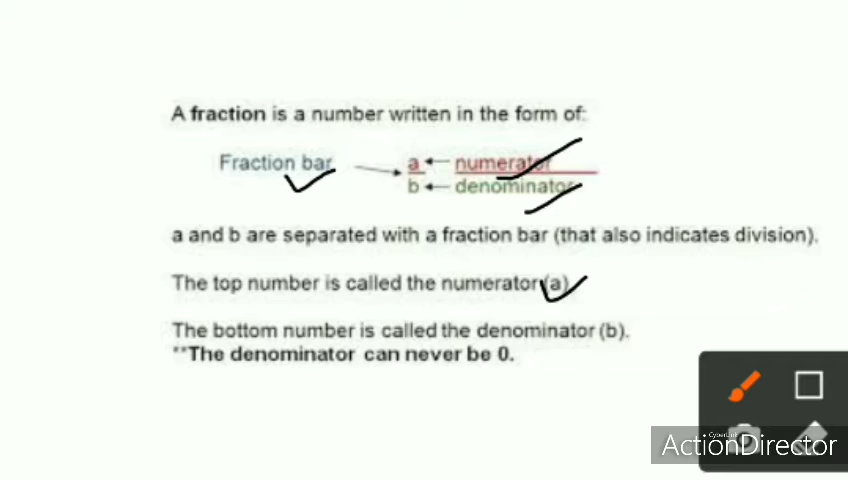 A fraction is a number written in the form of:
Fraction bar a ← numerator
b ← denominator
a and b are separated with a fraction bar (that also indicates division).
The top number is called the numerator (a)
The bottom number is called the denominator (b).
**The denominator can never be 0.
CyberLink
ActionDirector